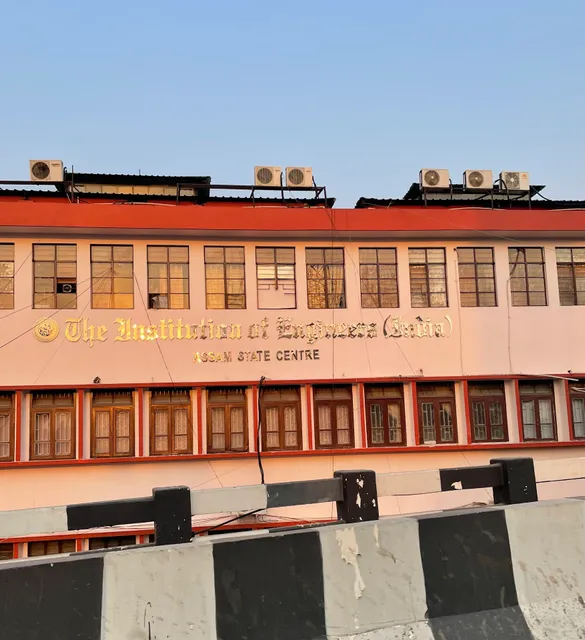 The Institution of Engineers (India)
ASSAM STATE CENTRE